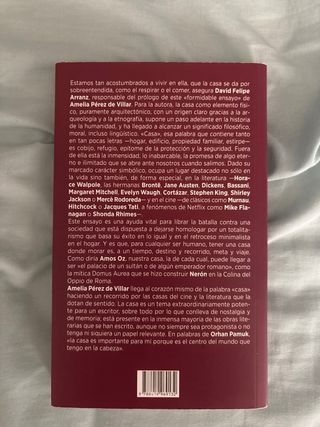 Estamos tan acostumbrados a vivir en ella, que la casa se da por
sobreentendida, como el respirar o el comer, asegura David Felipe
Arranz, responsable del prólogo de este «formidable ensayo» de
Amelia Pérez de Villar. Para la autora, la casa como elemento físi-
co, puramente arquitectónico, con un origen claro gracias a la ar-
queología y a la etnografía, supone un paso adelante en la historia
de la humanidad, y ha llegado a alcanzar un significado filosófico,
moral, incluso lingüístico. «Casa», esa palabra que contiene tanto
en tan pocas letras —hogar, edificio, propiedad familiar, estirpe—
es cobijo, refugio, epítome de la protección y la seguridad. Fuera
de ella está la inmensidad, lo inabarcable, la promesa de algo eter-
no e ilimitado que se abre ante nosotros cuando salimos. Dado su
marcado carácter simbólico, ocupa un lugar destacado no sólo en
la vida sino también, de forma especial, en la literatura —Hora-
ce Walpole, las hermanas Brontë, Jane Austen, Dickens, Bassani,
Margaret Mitchell, Evelyn Waugh, Cortázar, Stephen King, Shirley
Jackson o Mercè Rodoreda— y en el cine —de clásicos como Murnau,
Hitchcock o Jacques Tati, a fenómenos de Netflix como Mike Fla-
nagan o Shonda Rhimes—.
Este ensayo es una ayuda vital para librar la batalla contra una
sociedad que está dispuesta a dejarse homologar por un totalita-
rismo que basa su éxito en lo igual y en el retroceso minimalista
en el hogar. Y es que, para cualquier ser humano, tener una casa
donde morar es, a un tiempo, destino y recorrido, meta y viaje.
Como diría Amos Oz, nuestra casa, la de cada cual, puede llegar a
ser «el palacio de un sultán o de algún emperador romano», como
la mítica Domus Aurea que se hizo construir Nerón en la Colina del
Oppio de Roma.
Amelia Pérez de Villar llega al centro mismo de la palabra «casa»
haciendo un recorrido por las casas del cine y la literatura que la
dotan de sentido. La casa es un tema extraordinariamente poten-
te para un escritor, sobre todo por lo que conlleva de nostalgia y
de memoria; está presente en la inmensa mayoría de las obras lite-
rarias que se han escrito, aunque no siempre sea protagonista o no
tenga ni siquiera un papel relevante. En palabras de Orhan Pamuk,
«la casa es importante para mí porque es el centro del mundo que
tengo en la cabeza».